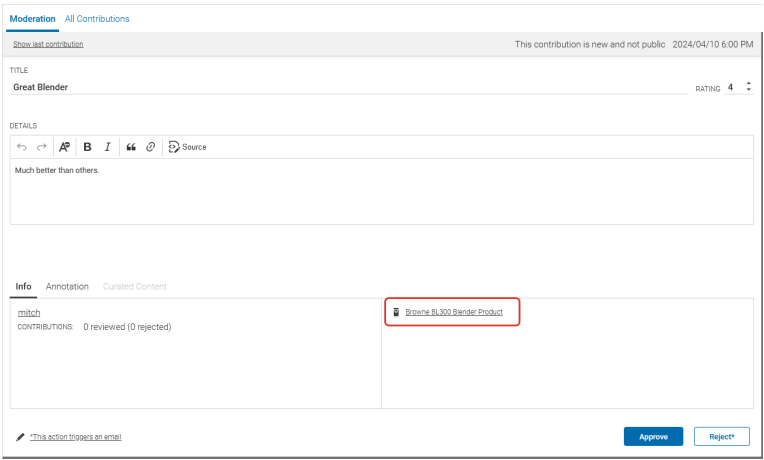 Moderation All Contributions
Show last contribution This contribution is new and not public 2024/04/10 6:00 PM
TITLE
Great Blender RATING 4
DETAILS
B I Source
Much better than others.
Info Annotation Curated Content
mitch Browne BL300 Blender Product
CONTRIBUTIONS: 0 reviewed (0 rejected)
*This action triggers an email Approve Reject*